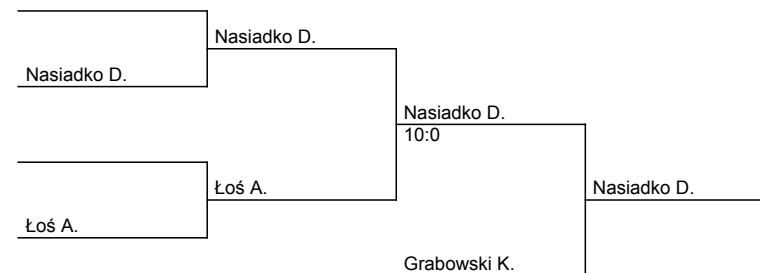 Nasiadko D.
Nasiadko D.
Nasiadko D.
10:0
Łoś A.
Nasiadko D.
Łoś A.
Grabowski K.